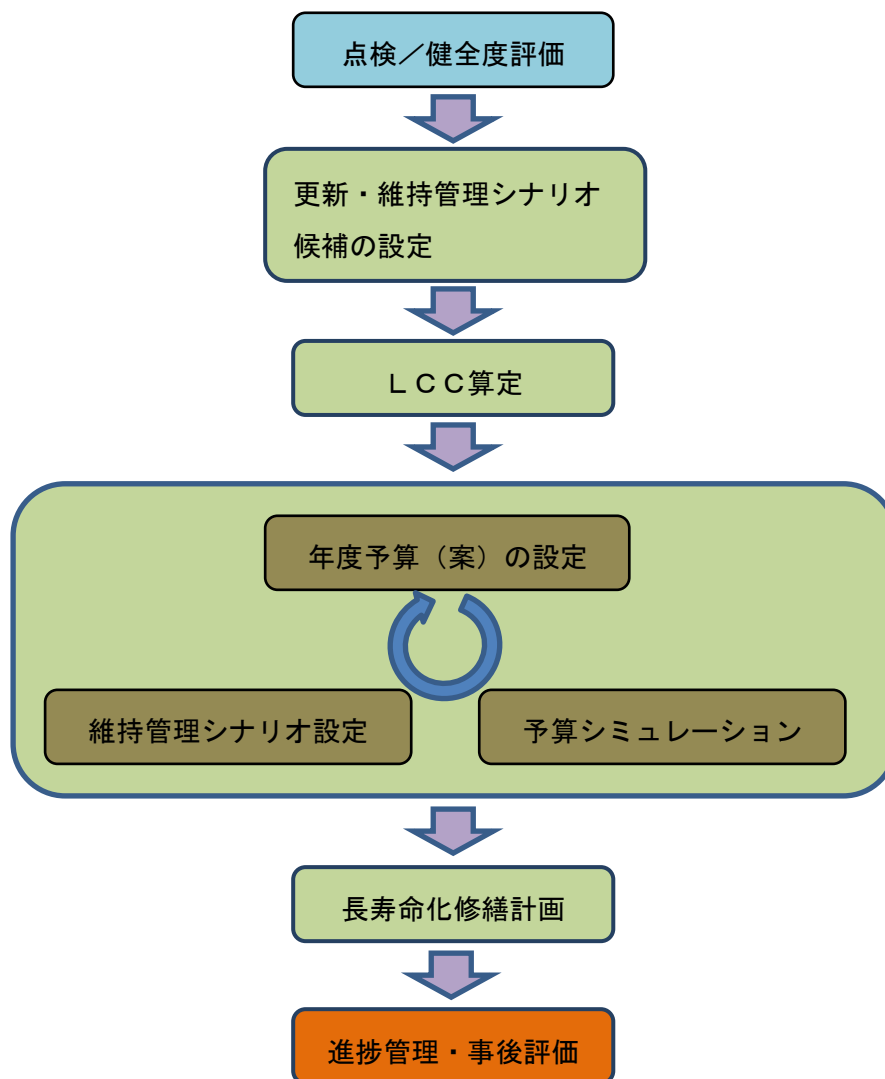 点検／健全度評価
更新・維持管理シナリオ
候補の設定
ＬＣＣ算定
年度予算（案）の設定
維持管理シナリオ設定
予算シミュレーション
長寿命化修繕計画
進捗管理・事後評価